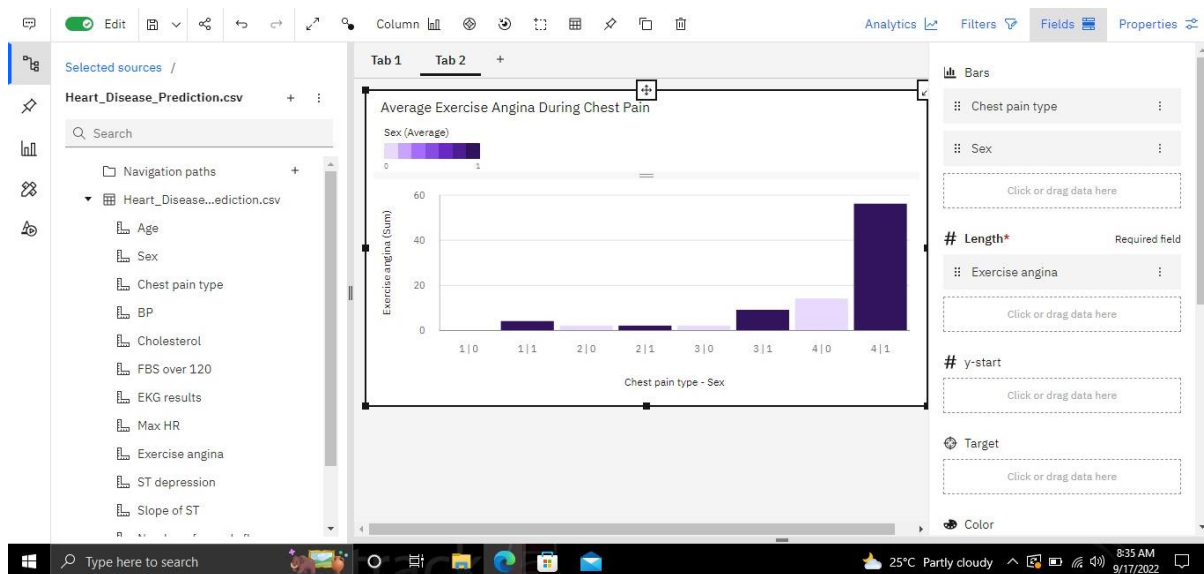 Edit
Column
Analytics
Filters
Fields
Properties
Selected sources /
Heart_Disease_Prediction.csv
Search
Navigation paths
Heart_Disease...ediction.csv
Age
Sex
Chest pain type
BP
Cholesterol
FBS over 120
EKG results
Max HR
Exercise angina
ST depression
Slope of ST
Tab 1
Tab 2
+
Average Exercise Angina During Chest Pain
Sex (Average)
0 1
Exercise angina (Sum)
60
40
20
0
1|0 1|1 2|0 2|1 3|0 3|1 4|0 4|1
Chest pain type - Sex
Bars
Chest pain type
Sex
Click or drag data here
# Length* Required field
Exercise angina
Click or drag data here
# y-start
Click or drag data here
Target
Click or drag data here
Color
Type here to search
25°C Partly cloudy
8:35 AM
9/17/2022